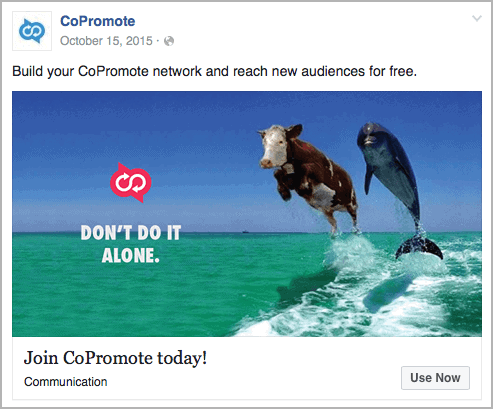 CoPromote
October 15, 2015 ·
Build your CoPromote network and reach new audiences for free.
DON'T DO IT
ALONE.
Join CoPromote today!
Communication
Use Now